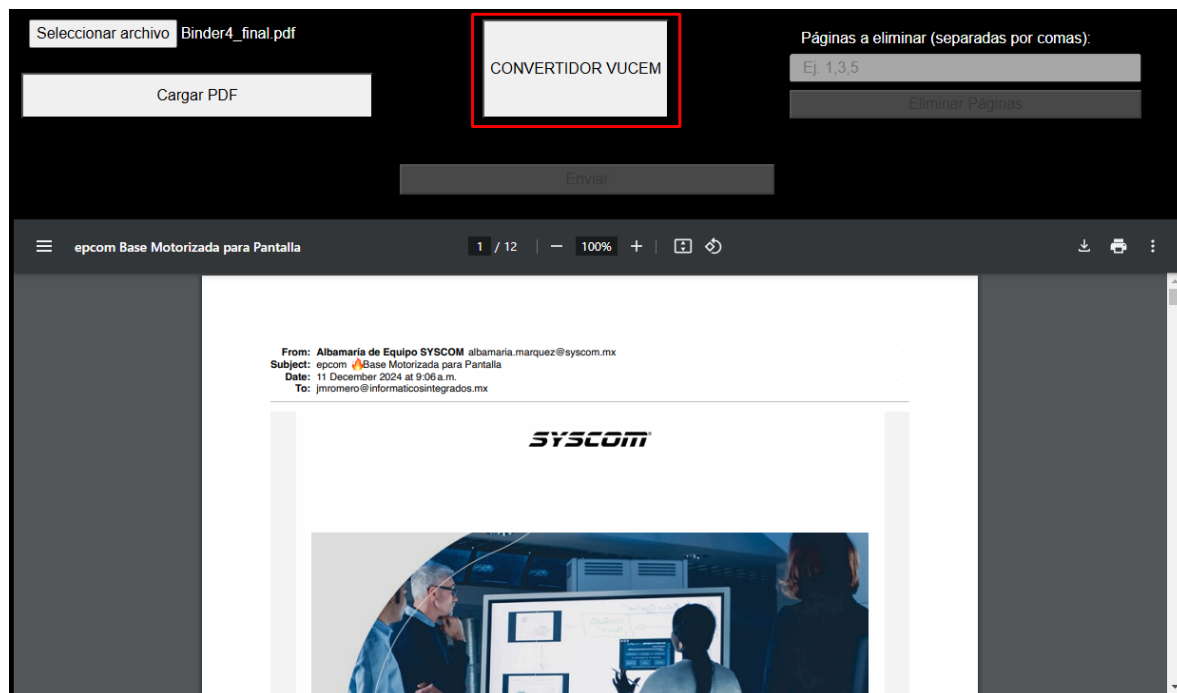 Seleccionar archivo Binder4_final.pdf
Cargar PDF
CONVERTIDOR VUCEM
Páginas a eliminar (separadas por comas):
Ej. 1,3,5
Eliminar Páginas
Enviar
epcom Base Motorizada para Pantalla
1 / 12
100%
From: Albamaría de Equipo SYSCOM albamaria.marquez@syscom.mx
Subject: epcom 🔥Base Motorizada para Pantalla
Date: 11 December 2024 at 9:06 a.m.
To: jmromero@informaticosintegrados.mx
SYSCOM